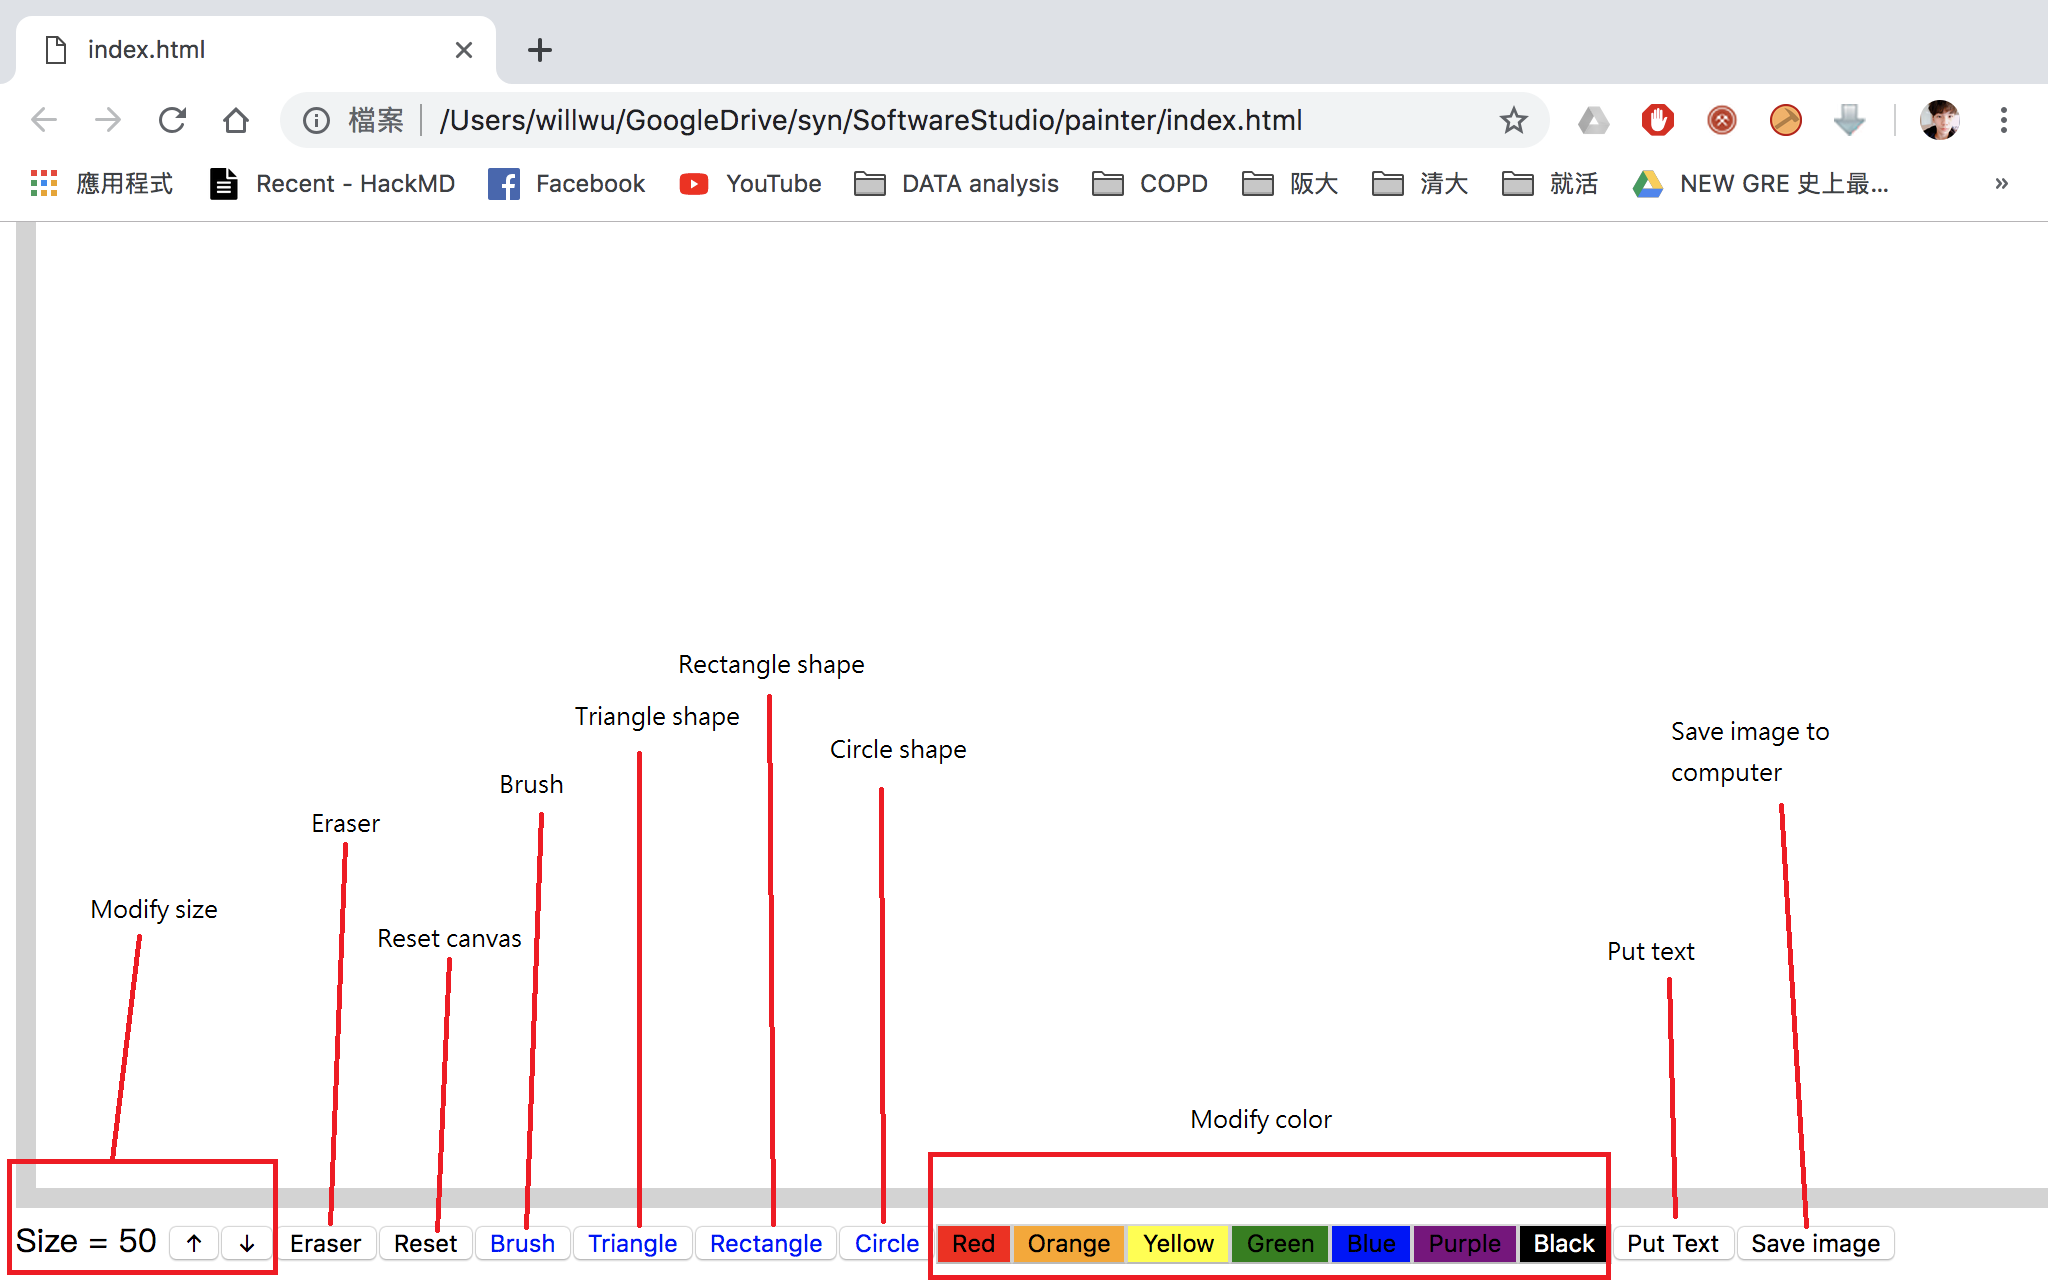 index.html
檔案 /Users/willwu/GoogleDrive/syn/SoftwareStudio/painter/index.html
應用程式 Recent - HackMD Facebook YouTube DATA analysis COPD 阪大 清大 就活 NEW GRE 史上最... »
Rectangle shape
Triangle shape
Circle shape
Save image to
computer
Brush
Eraser
Modify size
Reset canvas
Put text
Modify color
Size = 50 ↑ ↓ Eraser Reset Brush Triangle Rectangle Circle Red Orange Yellow Green Blue Purple Black Put Text Save image